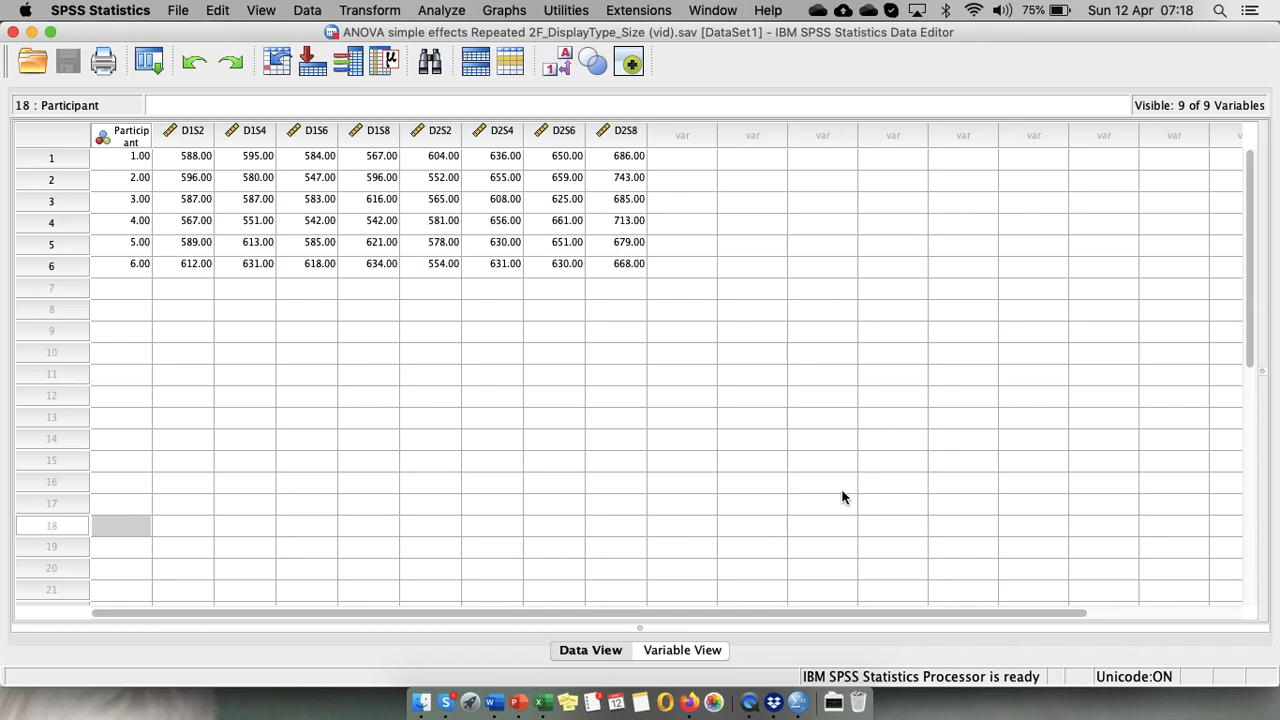 SPSS Statistics File Edit View Data Transform Analyze Graphs Utilities Extensions Window Help 75% Sun 12 Apr 07:18
ANOVA simple effects Repeated 2F_DisplayType_Size (vid).sav [DataSet1] - IBM SPSS Statistics Data Editor
18 : Participant Visible: 9 of 9 Variables
Particip
ant D1S2 D1S4 D1S6 D1S8 D2S2 D2S4 D2S6 D2S8 var var var var var var var var v
1 1.00 588.00 595.00 584.00 567.00 604.00 636.00 650.00 686.00
2 2.00 596.00 580.00 547.00 596.00 552.00 655.00 659.00 743.00
3 3.00 587.00 587.00 583.00 616.00 565.00 608.00 625.00 685.00
4 4.00 567.00 551.00 542.00 542.00 581.00 656.00 661.00 713.00
5 5.00 589.00 613.00 585.00 621.00 578.00 630.00 651.00 679.00
6 6.00 612.00 631.00 618.00 634.00 554.00 631.00 630.00 668.00
7
8
9
10
11
12
13
14
15
16
17
18
19
20
21
Data View Variable View
IBM SPSS Statistics Processor is ready Unicode:ON